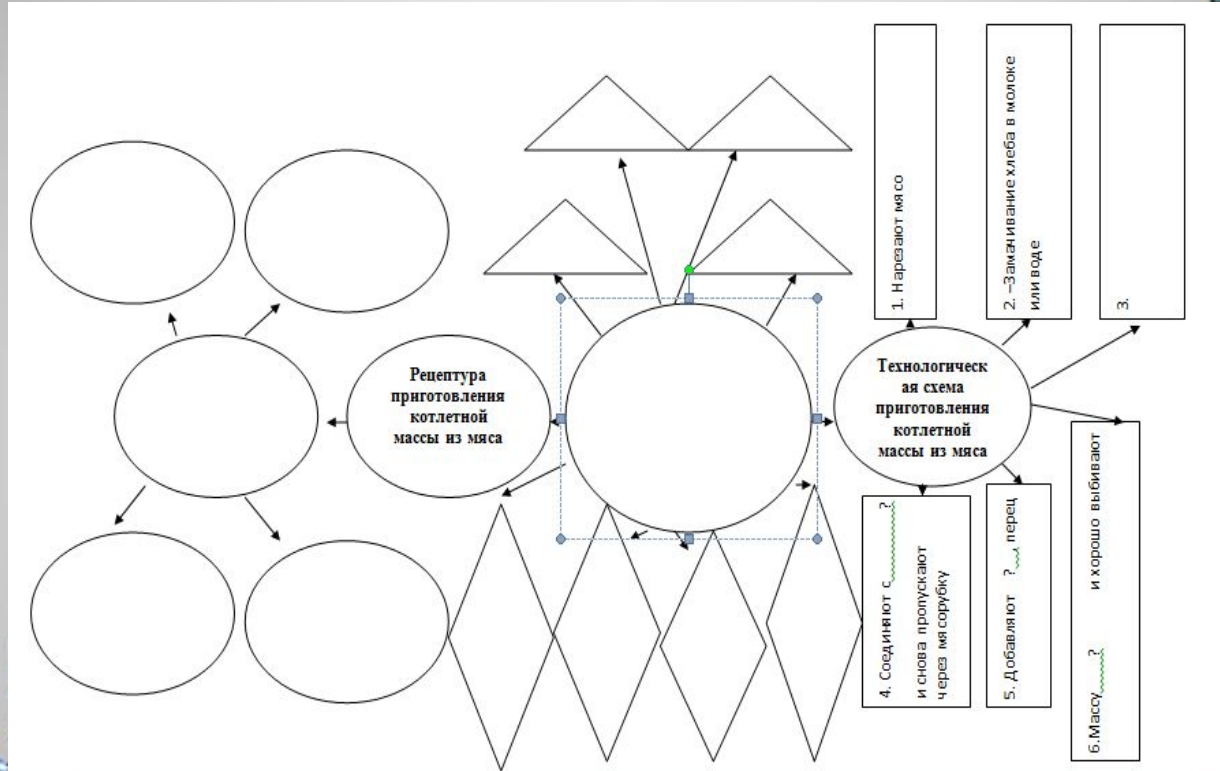 Рецептура
приготовления
котлетной
массы из мяса
Технологическ
ая схема
приготовления
котлетной
массы из мяса
1. Нарезают мясо
2. –Замачивание хлеба в молоке
или воде
3.
4. Соединяют с ?
и снова пропускают
через мясорубку
5. Добавляют ? , перец
6.Массу ? и хорошо выбивают